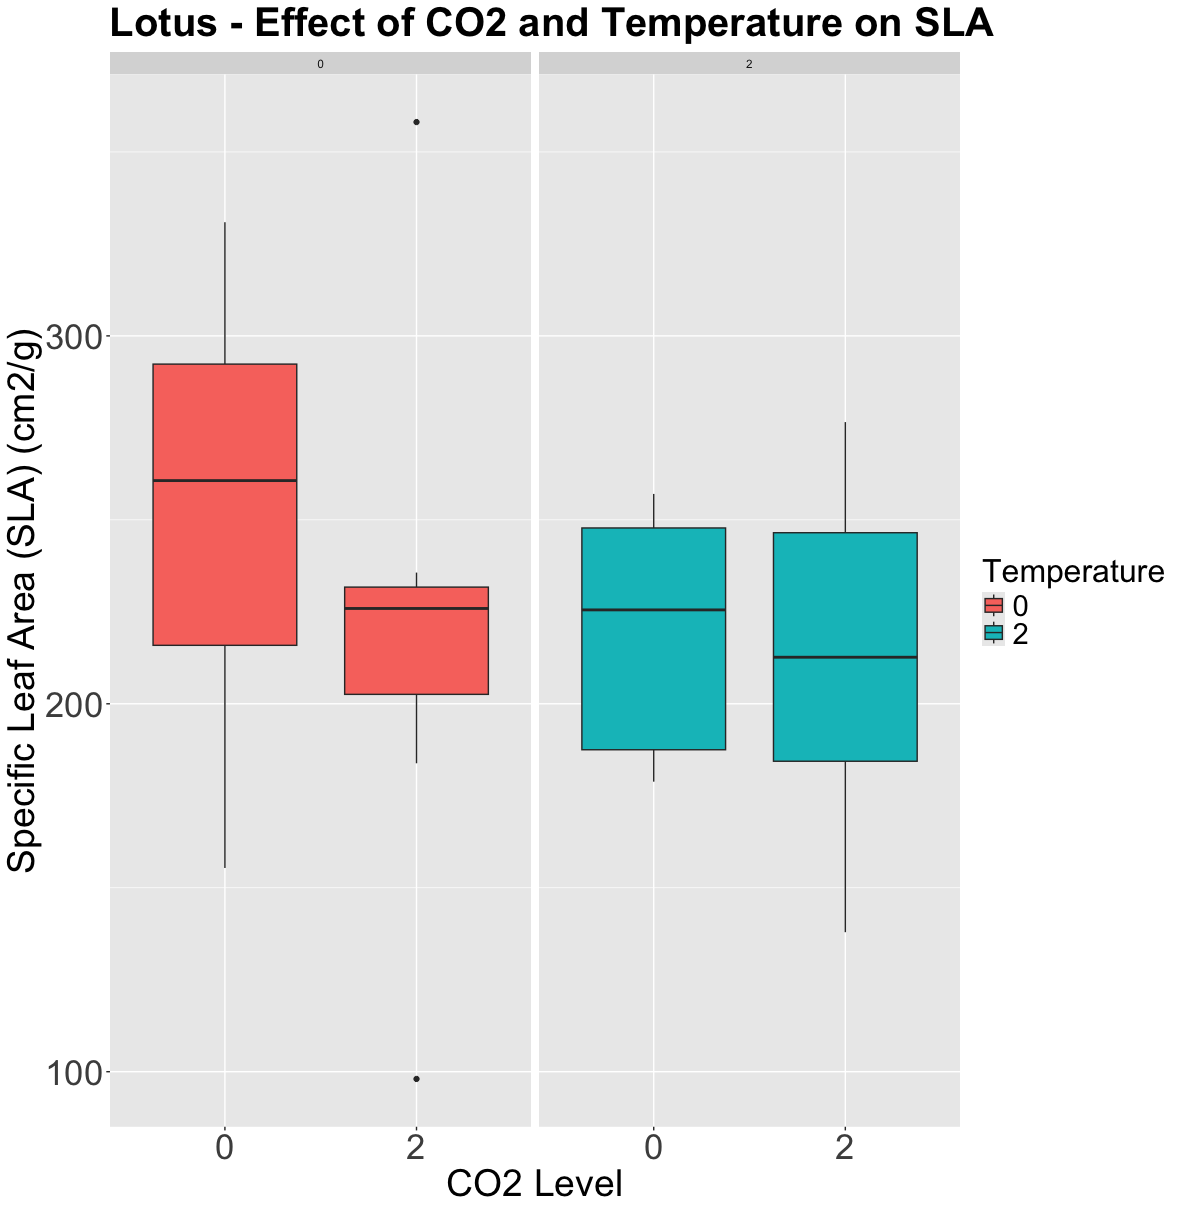 Lotus - Effect of CO2 and Temperature on SLA
0
2
Specific Leaf Area (SLA) (cm2/g)
300
200
100
0
2
0
2
CO2 Level
Temperature
0
2